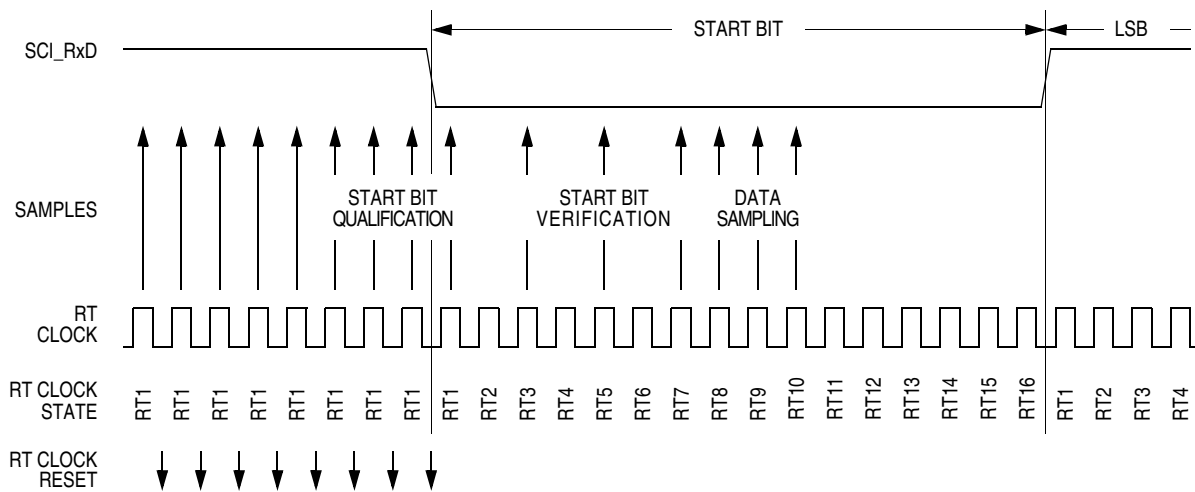 START BIT
LSB
SCI_RxD
SAMPLES
START BIT
QUALIFICATION
START BIT
VERIFICATION
DATA
SAMPLING
RT
CLOCK
RT CLOCK
STATE
RT1 RT1 RT1 RT1 RT1 RT1 RT1 RT1 RT1 RT2 RT3 RT4 RT5 RT6 RT7 RT8 RT9 RT10 RT11 RT12 RT13 RT14 RT15 RT16 RT1 RT2 RT3 RT4
RT CLOCK
RESET